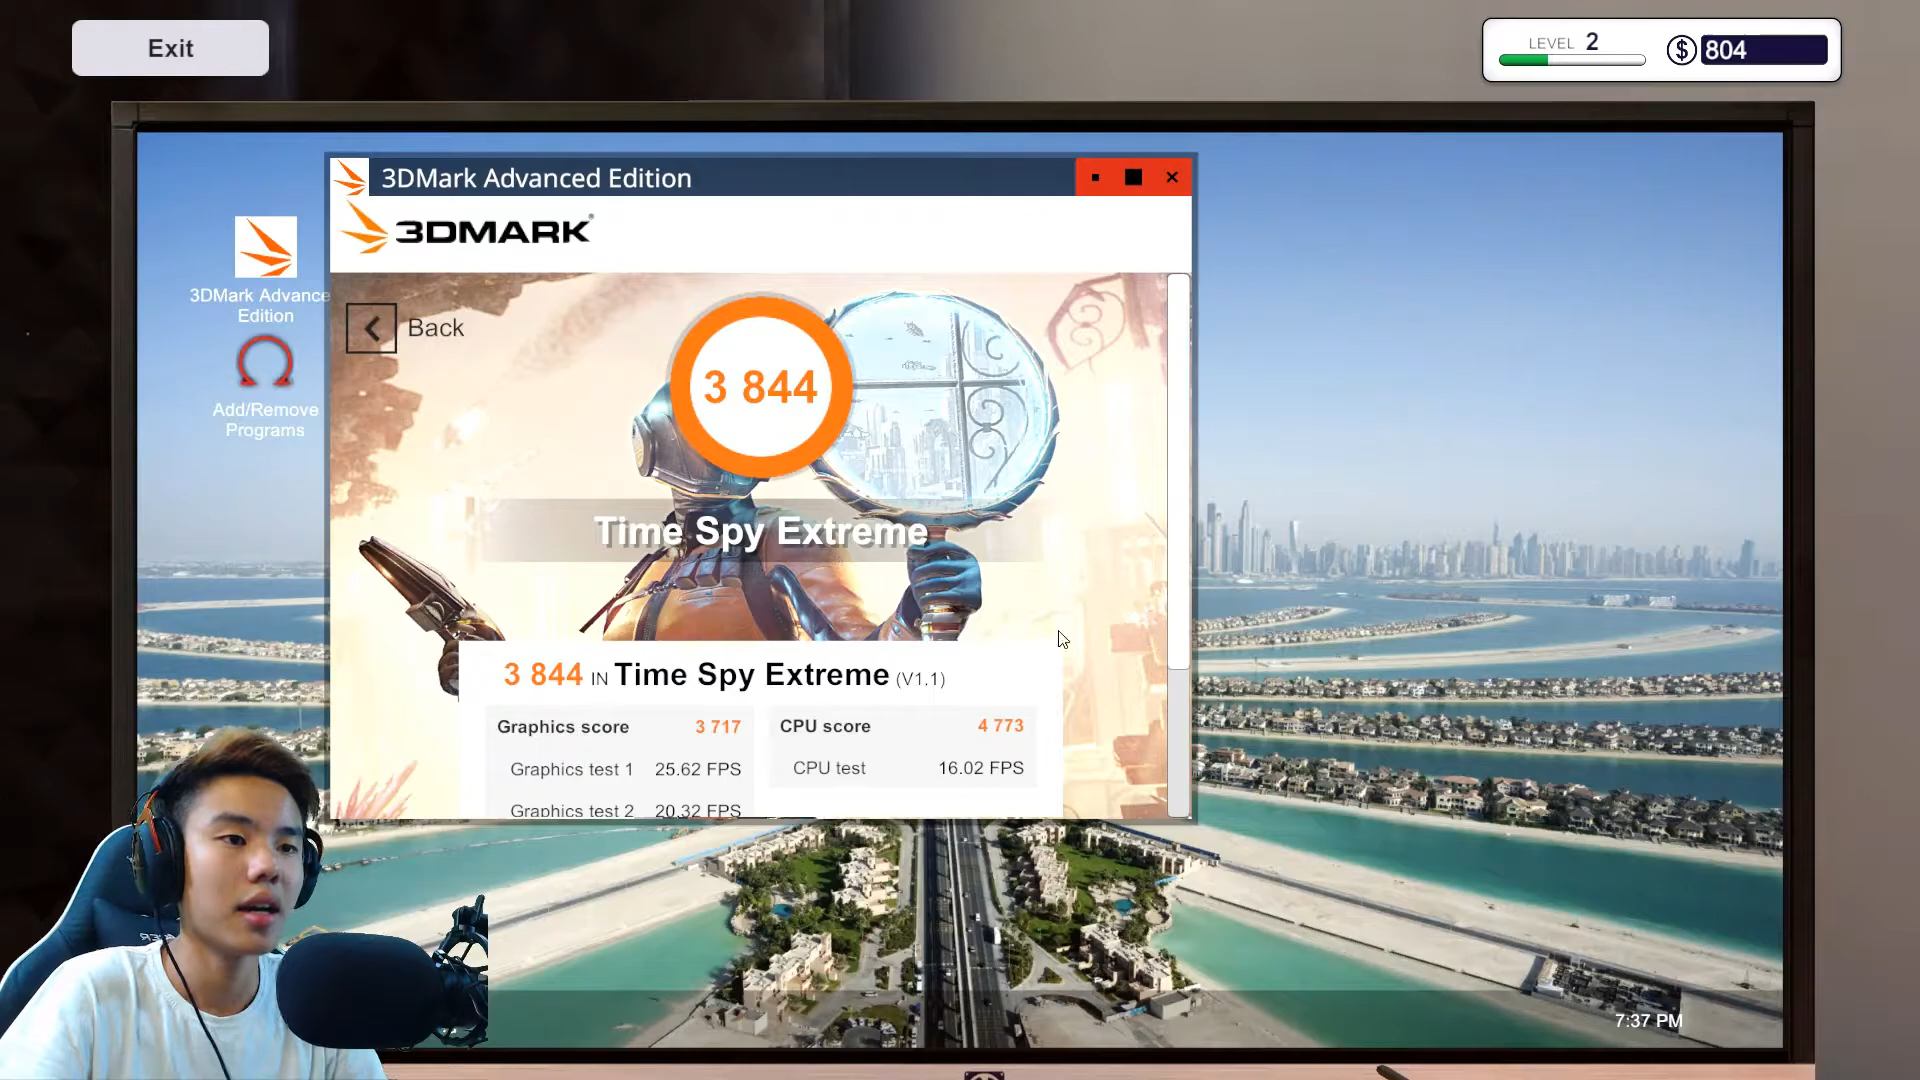 Exit
LEVEL 2
$ 804
3DMark Advanced Edition
3DMARK
3DMark Advance
Edition
Add/Remove
Programs
Back
3 844
Time Spy Extreme
3 844 IN Time Spy Extreme (V1.1)
Graphics score 3 717
Graphics test 1 25.62 FPS
Graphics test 2 20.32 FPS
CPU score 4 773
CPU test 16.02 FPS
7:37 PM